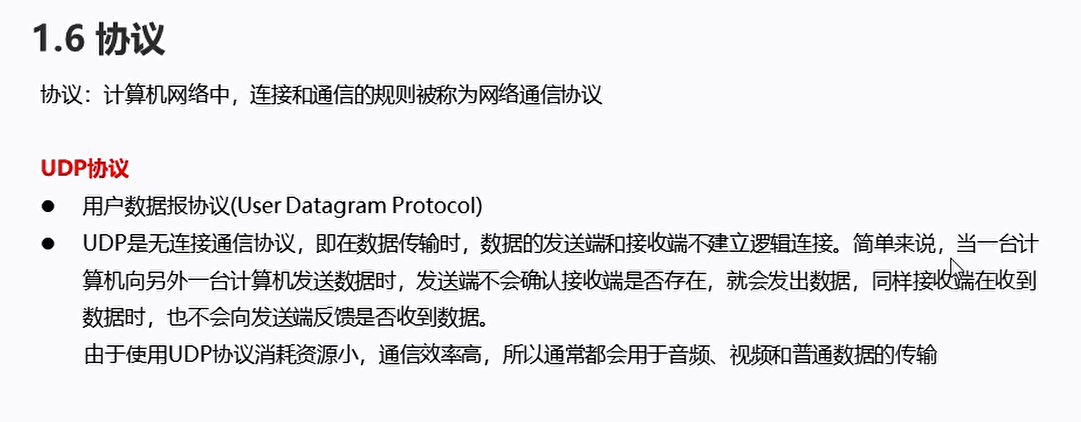 1.6 协议
协议：计算机网络中，连接和通信的规则被称为网络通信协议
UDP协议
● 用户数据报协议(User Datagram Protocol)
● UDP是无连接通信协议，即在数据传输时，数据的发送端和接收端不建立逻辑连接。简单来说，当一台计
算机向另外一台计算机发送数据时，发送端不会确认接收端是否存在，就会发出数据，同样接收端在收到
数据时，也不会向发送端反馈是否收到数据。
由于使用UDP协议消耗资源小，通信效率高，所以通常都会用于音频、视频和普通数据的传输